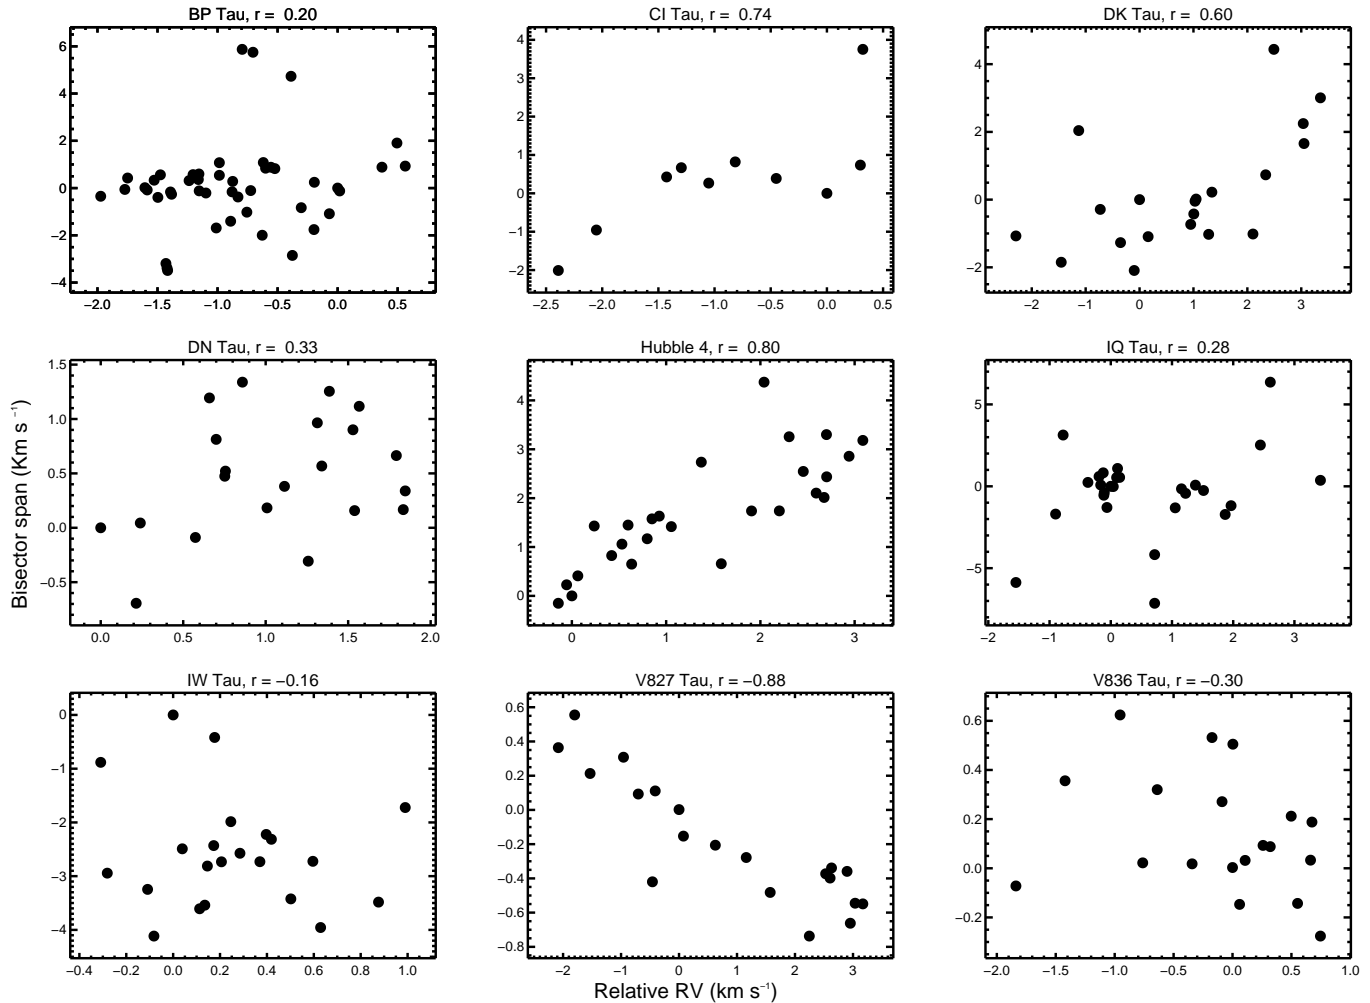 BP Tau, r = 0.20
CI Tau, r = 0.74
DK Tau, r = 0.60
6
4
2
0
−2
−4
−2.0 −1.5 −1.0 −0.5 0.0 0.5
4
3
2
1
0
−1
−2
−2.5 −2.0 −1.5 −1.0 −0.5 0.0 0.5
4
2
0
−2
−2 −1 0 1 2 3
DN Tau, r = 0.33
Hubble 4, r = 0.80
IQ Tau, r = 0.28
Bisector span (Km s⁻¹)
1.5
1.0
0.5
0.0
−0.5
0.0 0.5 1.0 1.5 2.0
4
3
2
1
0
0 1 2 3
5
0
−5
−2 −1 0 1 2 3
IW Tau, r = −0.16
V827 Tau, r = −0.88
V836 Tau, r = −0.30
0
−1
−2
−3
−4
−0.4 −0.2 0.0 0.2 0.4 0.6 0.8 1.0
0.6
0.4
0.2
0.0
−0.2
−0.4
−0.6
−0.8
−2 −1 0 1 2 3
0.6
0.4
0.2
0.0
−0.2
−2.0 −1.5 −1.0 −0.5 0.0 0.5 1.0
Relative RV (km s⁻¹)